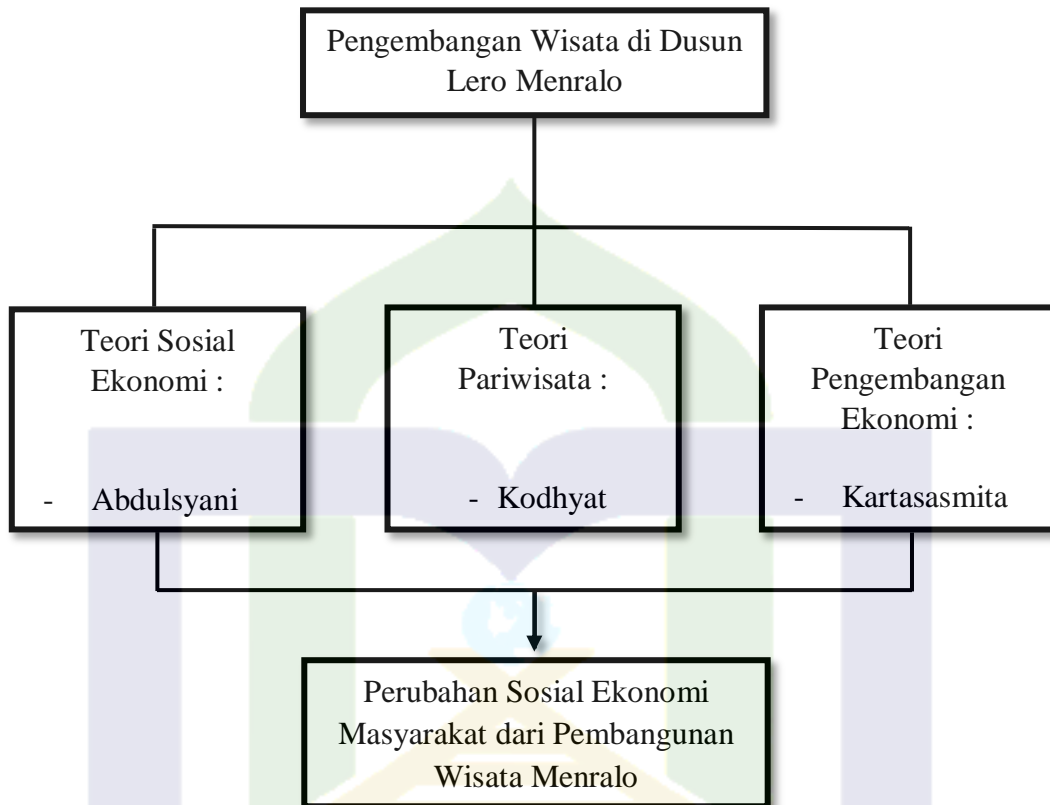 Pengembangan Wisata di Dusun
Lero Menralo
Teori Sosial
Ekonomi :
- Abdulsyani
Teori
Pariwisata :
- Kodhyat
Teori
Pengembangan
Ekonomi :
- Kartasasmita
Perubahan Sosial Ekonomi
Masyarakat dari Pembangunan
Wisata Menralo